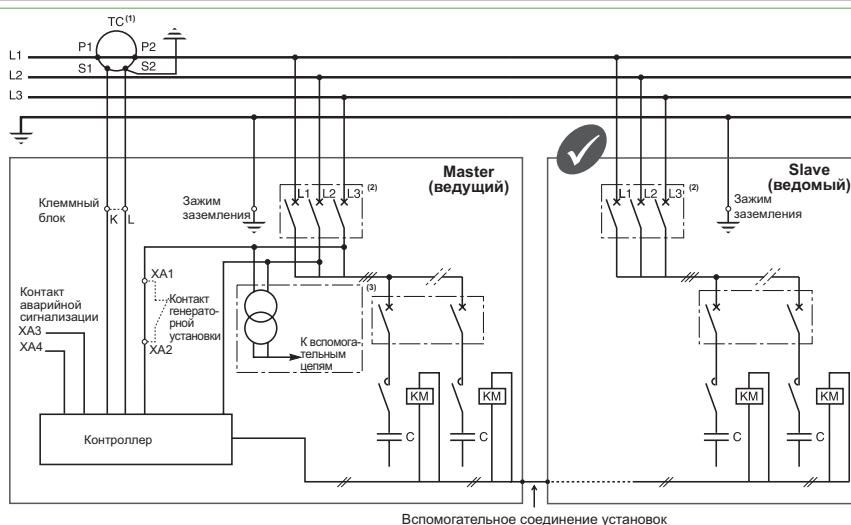 TC(1)
P1 P2
L1
S1 S2
L2
L3
Master
(ведущий)
Slave
(ведомый)
L1 L2 L3 (2)
L1 L2 L3 (2)
Клеммный
блок
K L
Зажим
заземления
Зажим
заземления
XA1
Контакт
генерато-
рной
установки
XA2
Контакт
аварийной
сигнализации
XA3
XA4
(3)
К вспомога-
тельным
цепям
KM
KM
KM
KM
C
C
C
C
Контроллер
Вспомогательное соединение установок